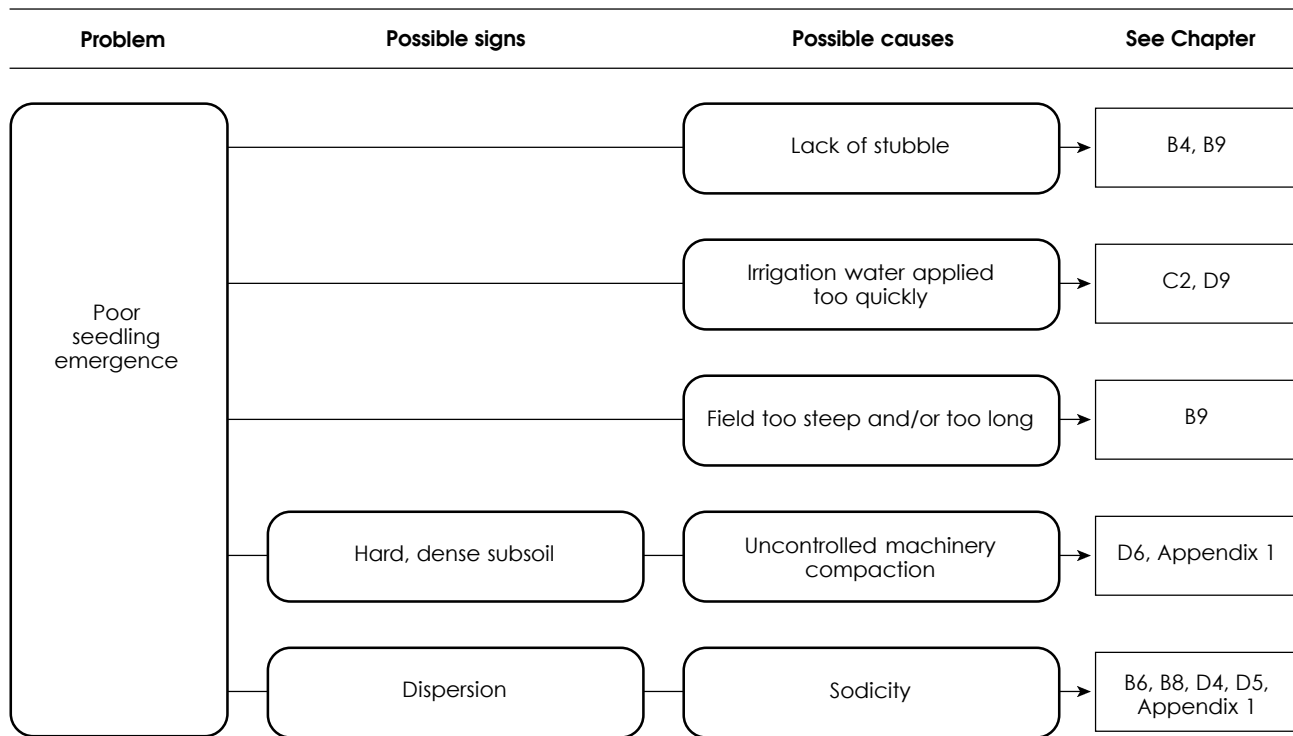 Problem Possible signs Possible causes See Chapter
Lack of stubble B4, B9
Irrigation water applied
too quickly
C2, D9
Poor
seedling
emergence
Field too steep and/or too long B9
Hard, dense subsoil
Uncontrolled machinery
compaction
D6, Appendix 1
Dispersion
Sodicity
B6, B8, D4, D5,
Appendix 1